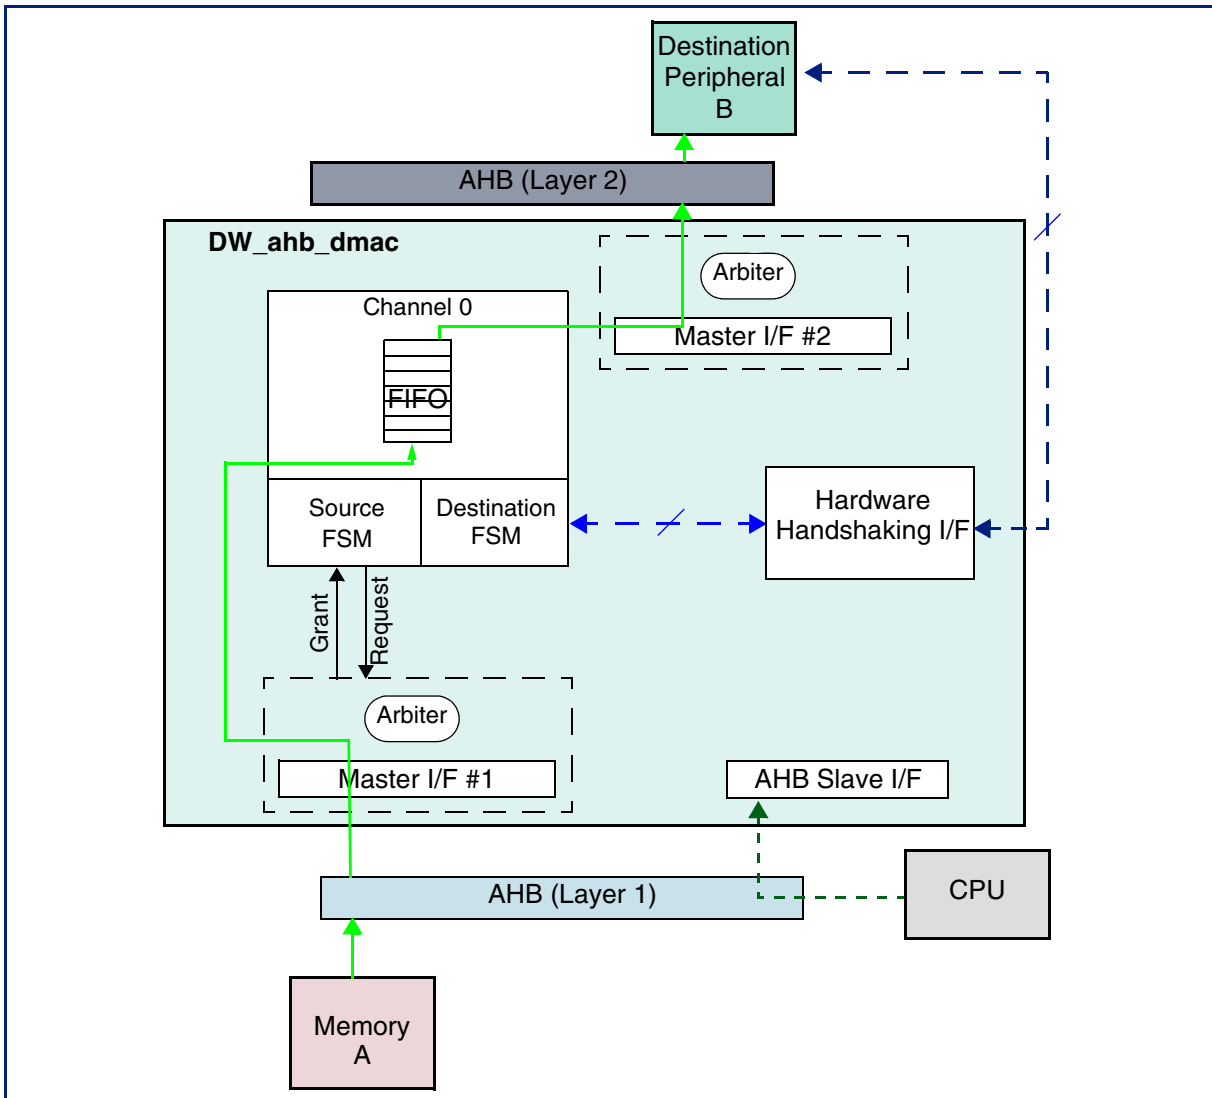 Destination
Peripheral
B
AHB (Layer 2)
DW_ahb_dmac
Arbiter
Channel 0
Master I/F #2
FIFO
Source
FSM
Destination
FSM
Hardware
Handshaking I/F
Grant
Request
Arbiter
Master I/F #1
AHB Slave I/F
AHB (Layer 1)
CPU
Memory
A